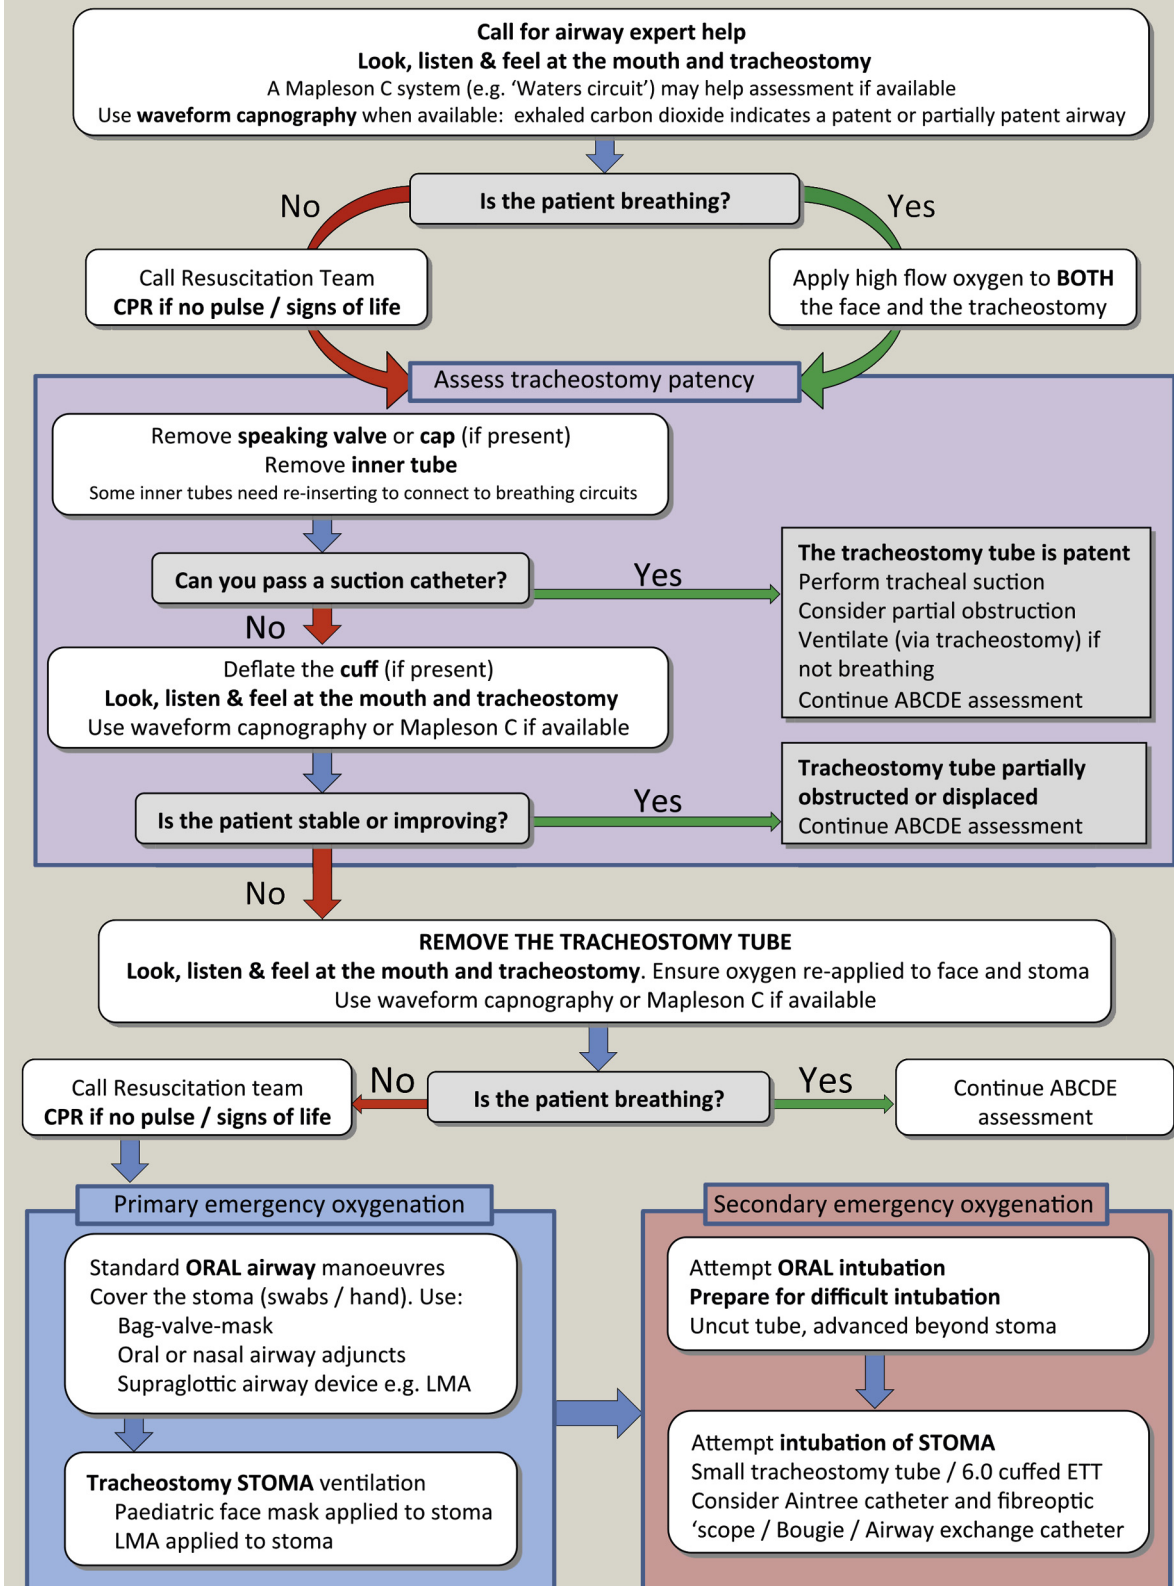 Call for airway expert help
Look, listen & feel at the mouth and tracheostomy
A Mapleson C system (e.g. ‘Waters circuit’) may help assessment if available
Use waveform capnography when available: exhaled carbon dioxide indicates a patent or partially patent airway
Is the patient breathing?
No
Yes
Call Resuscitation Team
CPR if no pulse / signs of life
Apply high flow oxygen to BOTH
the face and the tracheostomy
Assess tracheostomy patency
Remove speaking valve or cap (if present)
Remove inner tube
Some inner tubes need re-inserting to connect to breathing circuits
Can you pass a suction catheter?
Yes
The tracheostomy tube is patent
Perform tracheal suction
Consider partial obstruction
Ventilate (via tracheostomy) if
not breathing
Continue ABCDE assessment
No
Deflate the cuff (if present)
Look, listen & feel at the mouth and tracheostomy
Use waveform capnography or Mapleson C if available
Is the patient stable or improving?
Yes
Tracheostomy tube partially
obstructed or displaced
Continue ABCDE assessment
No
REMOVE THE TRACHEOSTOMY TUBE
Look, listen & feel at the mouth and tracheostomy. Ensure oxygen re-applied to face and stoma
Use waveform capnography or Mapleson C if available
Is the patient breathing?
No
Yes
Call Resuscitation team
CPR if no pulse / signs of life
Continue ABCDE
assessment
Primary emergency oxygenation
Standard ORAL airway manoeuvres
Cover the stoma (swabs / hand). Use:
Bag-valve-mask
Oral or nasal airway adjuncts
Supraglottic airway device e.g. LMA
Tracheostomy STOMA ventilation
Paediatric face mask applied to stoma
LMA applied to stoma
Secondary emergency oxygenation
Attempt ORAL intubation
Prepare for difficult intubation
Uncut tube, advanced beyond stoma
Attempt intubation of STOMA
Small tracheostomy tube / 6.0 cuffed ETT
Consider Aintree catheter and fibreoptic
‘scope / Bougie / Airway exchange catheter